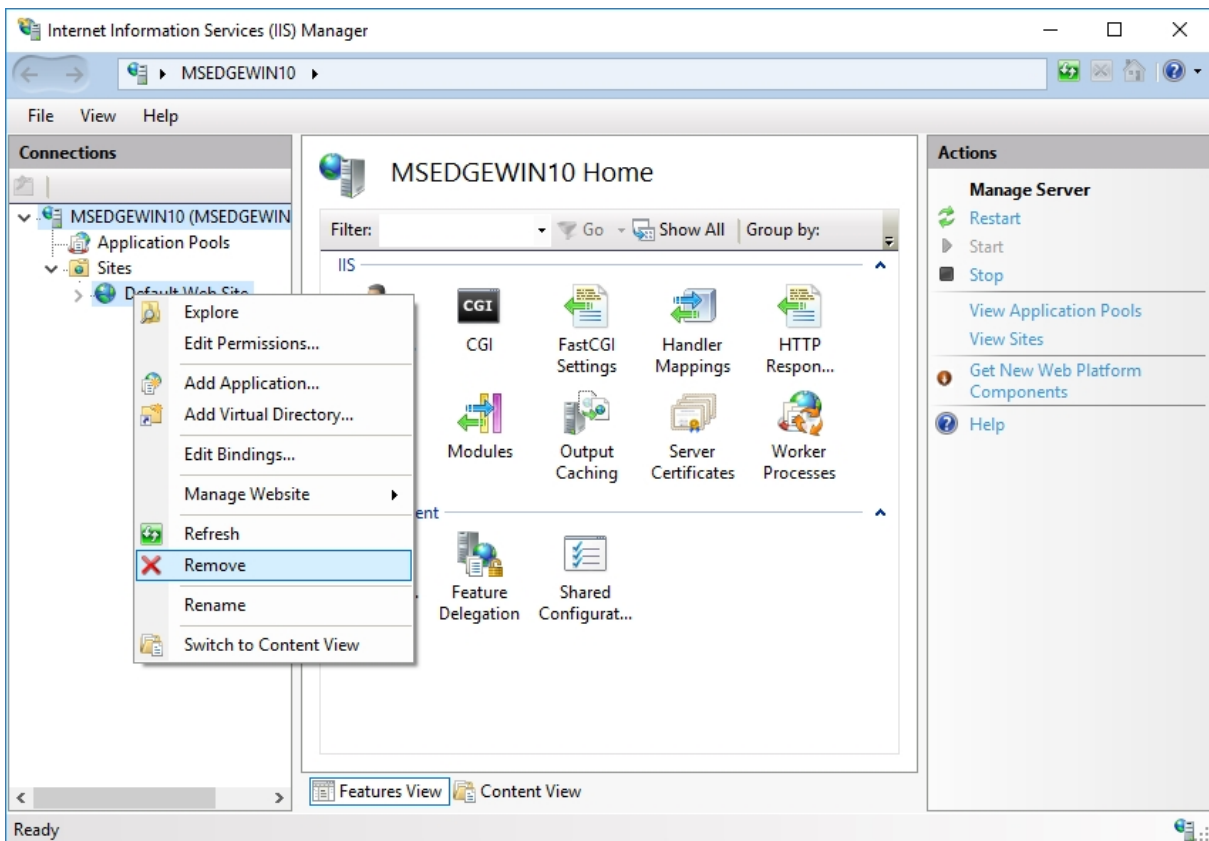 Internet Information Services (IIS) Manager
MSEDGEWIN10
File View Help
Connections
MSEDGEWIN10 (MSEDGEWIN
Application Pools
Sites
Default Web Site
Explore
Edit Permissions...
Add Application...
Add Virtual Directory...
Edit Bindings...
Manage Website
Refresh
Remove
Rename
Switch to Content View
MSEDGEWIN10 Home
Filter: Go Show All Group by:
IIS
CGI
CGI
FastCGI
Settings
Handler
Mappings
HTTP
Respon...
Modules
Output
Caching
Server
Certificates
Worker
Processes
ent
Feature
Delegation
Shared
Configurat...
Features View Content View
Actions
Manage Server
Restart
Start
Stop
View Application Pools
View Sites
Get New Web Platform
Components
Help
Ready